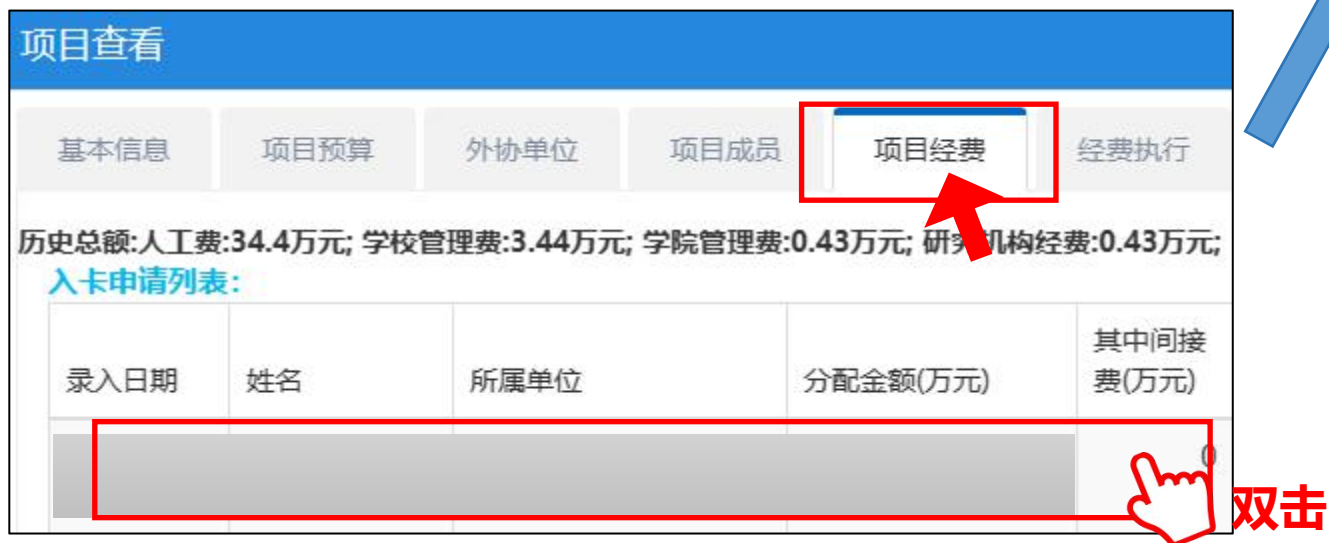 项目查看
基本信息 项目预算 外协单位 项目成员 项目经费 经费执行
历史总额:人工费:34.4万元; 学校管理费:3.44万元; 学院管理费:0.43万元; 研究机构经费:0.43万元;
入卡申请列表:
录入日期 姓名 所属单位 分配金额(万元) 其中间接
费(万元)
0
双击